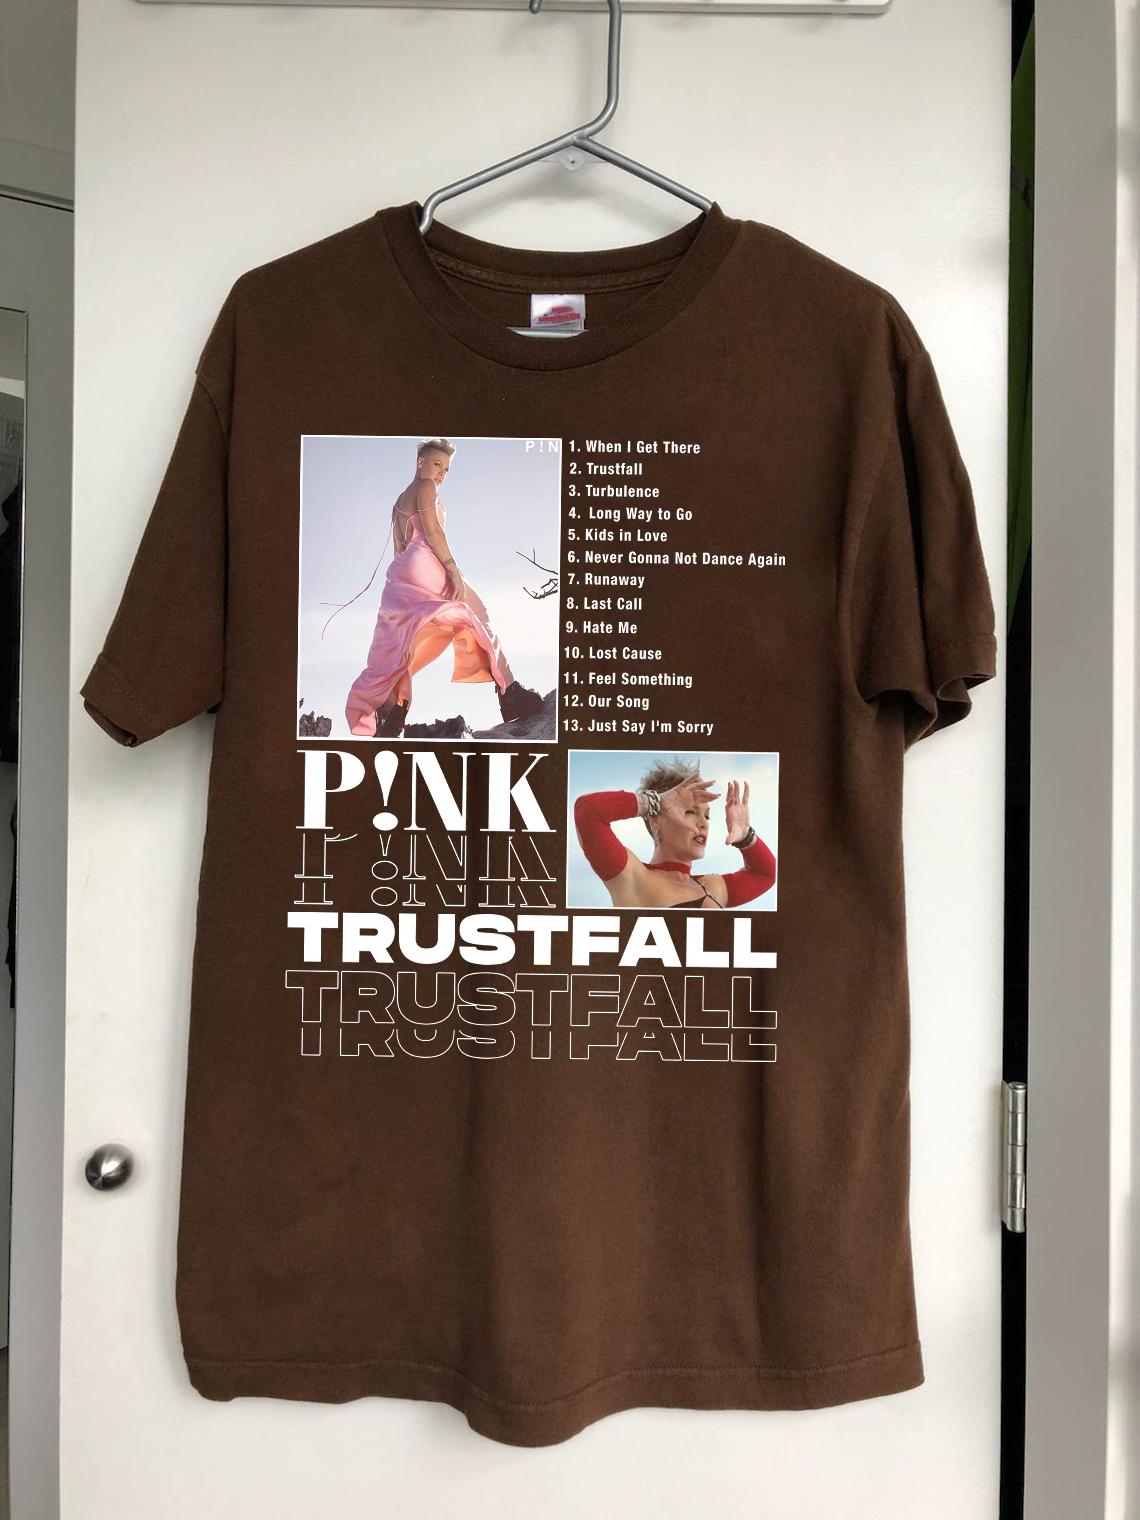 P!N
1. When I Get There
2. Trustfall
3. Turbulence
4. Long Way to Go
5. Kids in Love
6. Never Gonna Not Dance Again
7. Runaway
8. Last Call
9. Hate Me
10. Lost Cause
11. Feel Something
12. Our Song
13. Just Say I'm Sorry
P!NK
P!NK
P!NK
TRUSTFALL
TRUSTFALL
TRUSTFALL